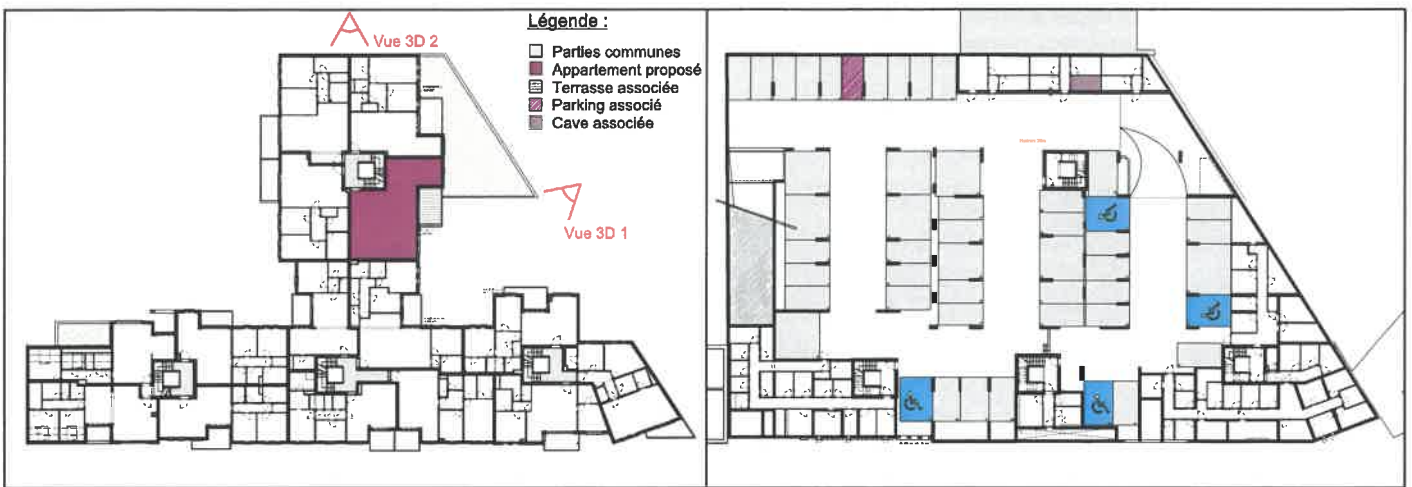 Vue 3D 2
Légende :
Parties communes
Appartement proposé
Terrasse associée
Parking associé
Cave associée
Vue 3D 1